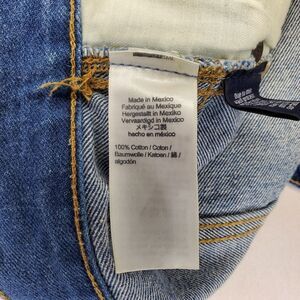 Made in Mexico
Fabriqué au Mexique
Hergestellt in Mexiko
Vervaardigd in Mexico
メキシコ製
hecho en méxico
100% Cotton / Coton /
Baumwolle / Katoen / 綿 /
algodón